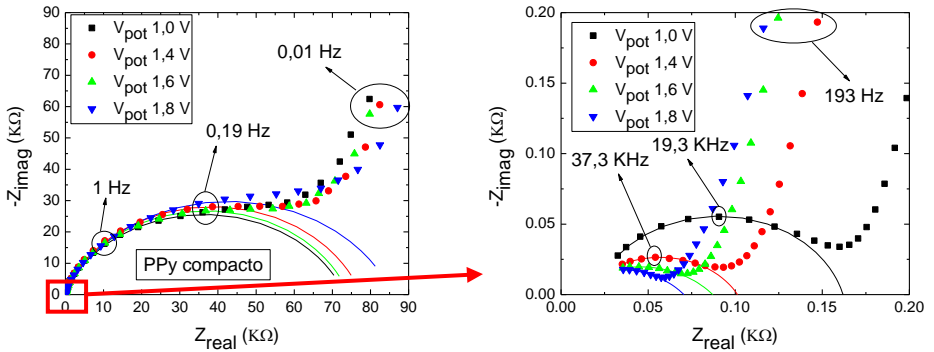 V_pot 1,0 V
V_pot 1,4 V
V_pot 1,6 V
V_pot 1,8 V
0,01 Hz
0,19 Hz
1 Hz
PPy compacto
-Z_imag (KΩ)
90
80
70
60
50
40
30
20
10
0
0 10 20 30 40 50 60 70 80 90
Z_real (KΩ)
V_pot 1,0 V
V_pot 1,4 V
V_pot 1,6 V
V_pot 1,8 V
193 Hz
19,3 KHz
37,3 KHz
-Z_imag (KΩ)
0.20
0.15
0.10
0.05
0.00
0.00 0.05 0.10 0.15 0.20
Z_real (KΩ)